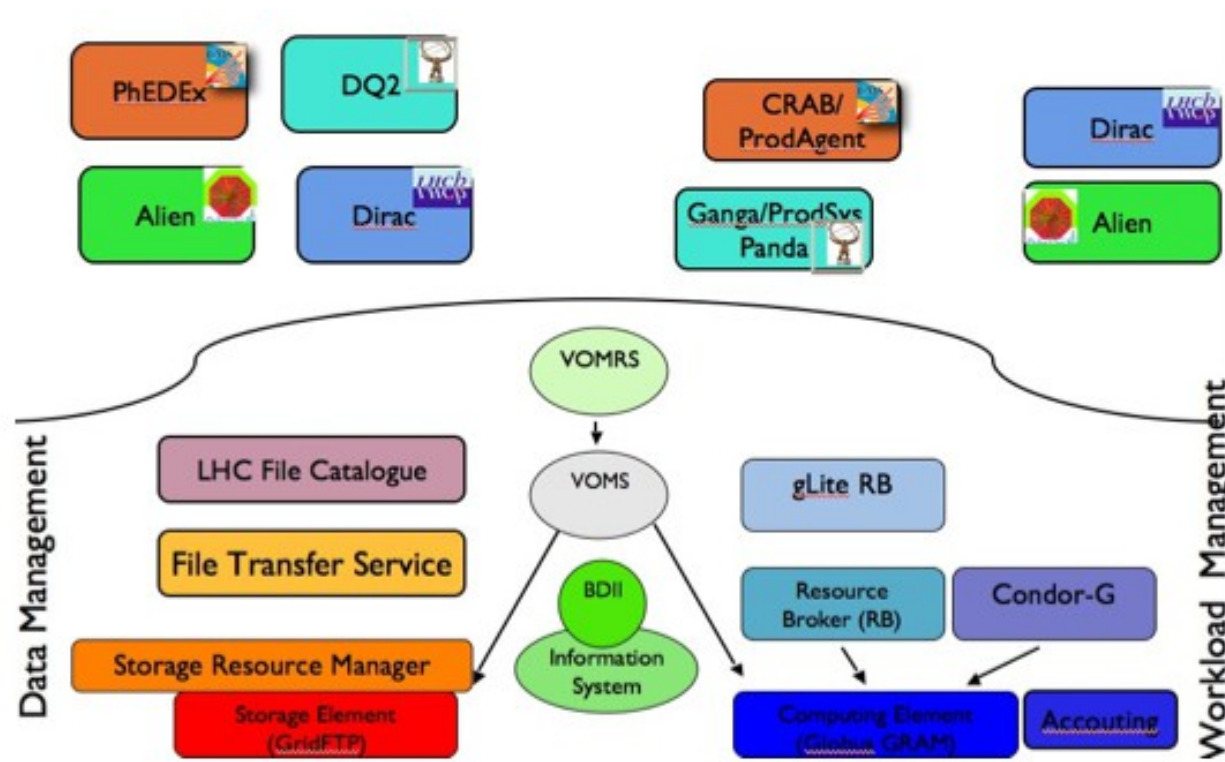 PhEDEx
DQ2
CRAB/
ProdAgent
Dirac
Alien
Dirac
Ganga/ProdSys
Panda
Alien
VOMRS
Data Management
Workload Management
LHC File Catalogue
VOMS
gLite RB
File Transfer Service
BDII
Resource
Broker (RB)
Condor-G
Storage Resource Manager
Information
System
Storage Element
(GridFTP)
Computing Element
(Globus GRAM)
Accouting